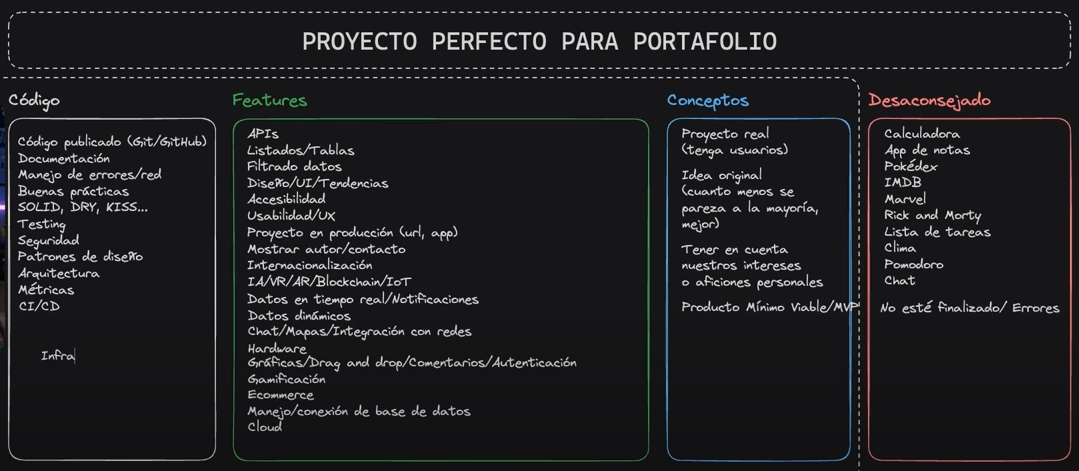 PROYECTO PERFECTO PARA PORTAFOLIO
Código
Código publicado (Git/GitHub)
Documentación
Manejo de errores/red
Buenas prácticas
SOLID, DRY, KISS...
Testing
Seguridad
Patrones de diseño
Arquitectura
Métricas
CI/CD
Infra
Features
APIs
Listados/Tablas
Filtrado datos
Diseño/UI/Tendencias
Accesibilidad
Usabilidad/UX
Proyecto en producción (url, app)
Mostrar autor/contacto
Internacionalización
IA/VR/AR/Blockchain/IoT
Datos en tiempo real/Notificaciones
Datos dinámicos
Chat/Mapas/Integración con redes
Hardware
Gráficas/Drag and drop/Comentarios/Autenticación
Gamificación
Ecommerce
Manejo/conexión de base de datos
Cloud
Conceptos
Proyecto real
(tenga usuarios)
Idea original
(cuanto menos se
pareza a la mayoría,
mejor)
Tener en cuenta
nuestros intereses
o aficiones personales
Producto Mínimo Viable/MVP
Desaconsejado
Calculadora
App de notas
Pokédex
IMDB
Marvel
Rick and Morty
Lista de tareas
Clima
Pomodoro
Chat
No esté finalizado/ Errores